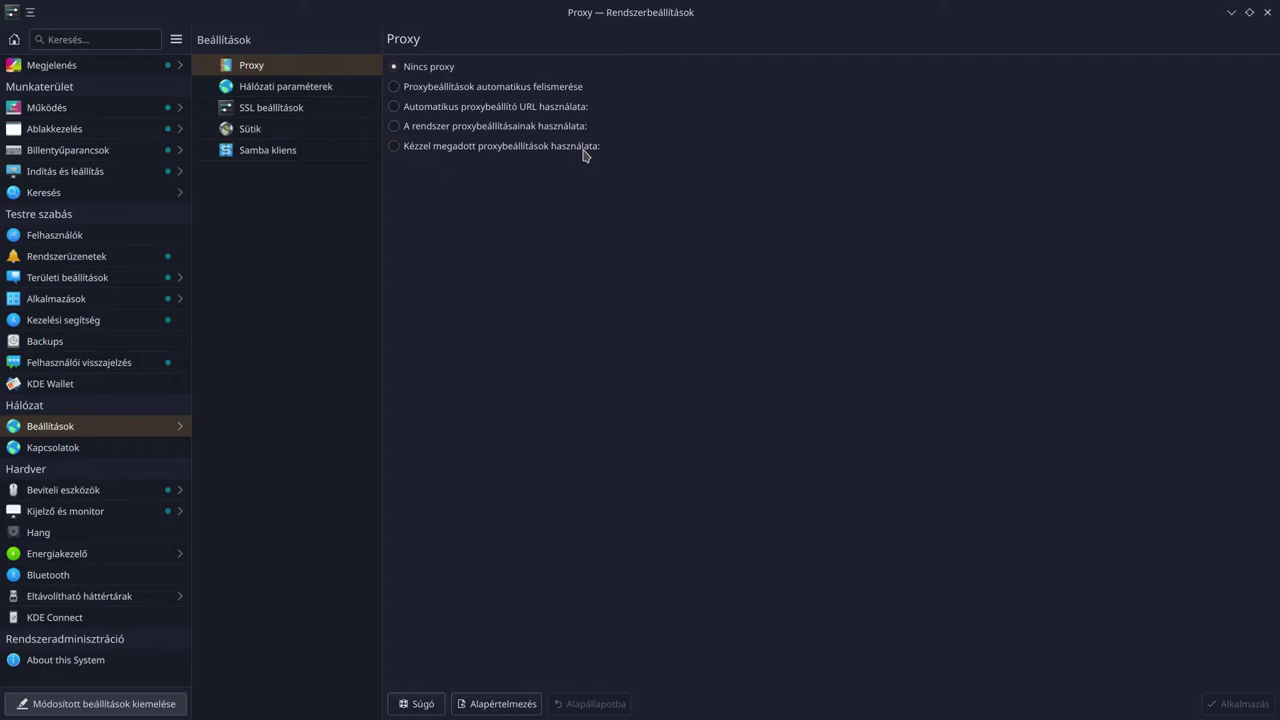 Proxy — Rendszerbeállítások
Keresés...
Megjelenés
Munkaterület
Működés
Ablakkezelés
Billentyűparancsok
Indítás és leállítás
Keresés
Testre szabás
Felhasználók
Rendszerüzenetek
Területi beállítások
Alkalmazások
Kezelési segítség
Backups
Felhasználói visszajelzés
KDE Wallet
Hálózat
Beállítások
Kapcsolatok
Hardver
Beviteli eszközök
Kijelző és monitor
Hang
Energiakezelő
Bluetooth
Eltávolítható háttértárak
KDE Connect
Rendszeradminisztráció
About this System
Módosított beállítások kiemelése
Beállítások
Proxy
Hálózati paraméterek
SSL beállítások
Sütik
Samba kliens
Proxy
Nincs proxy
Proxybeállítások automatikus felismerése
Automatikus proxybeállító URL használata:
A rendszer proxybeállításainak használata:
Kézzel megadott proxybeállítások használata:
Súgó
Alapértelmezés
Alapállapotba
Alkalmazás